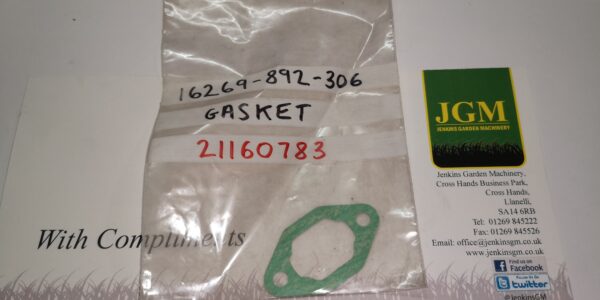 16269-892-306
GASKET
21160783
With Compliments
JGM
JENKINS GARDEN MACHINERY
Jenkins Garden Machinery,
Cross Hands Business Park,
Cross Hands,
Llanelli,
SA14 6RB
Tel: 01269 845222
Fax: 01269 845526
Email: office@jenkinsgm.co.uk
www.jenkinsgm.co.uk
Find us on
Facebook
twitter
@JenkinsGM